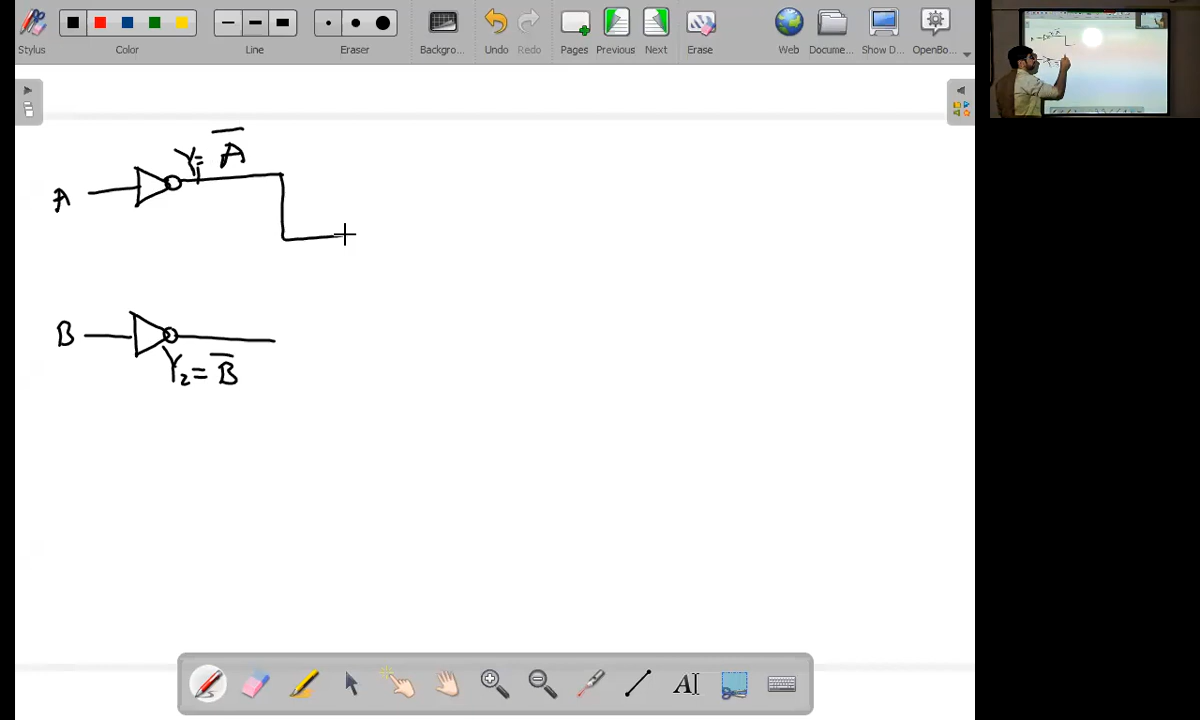 Stylus
Color
Line
Eraser
Backgro...
Undo
Redo
Pages
Previous
Next
Erase
Web
Docume...
Show D...
OpenBo...
Y₁= A̅
A
B
Y₂= B̅
A